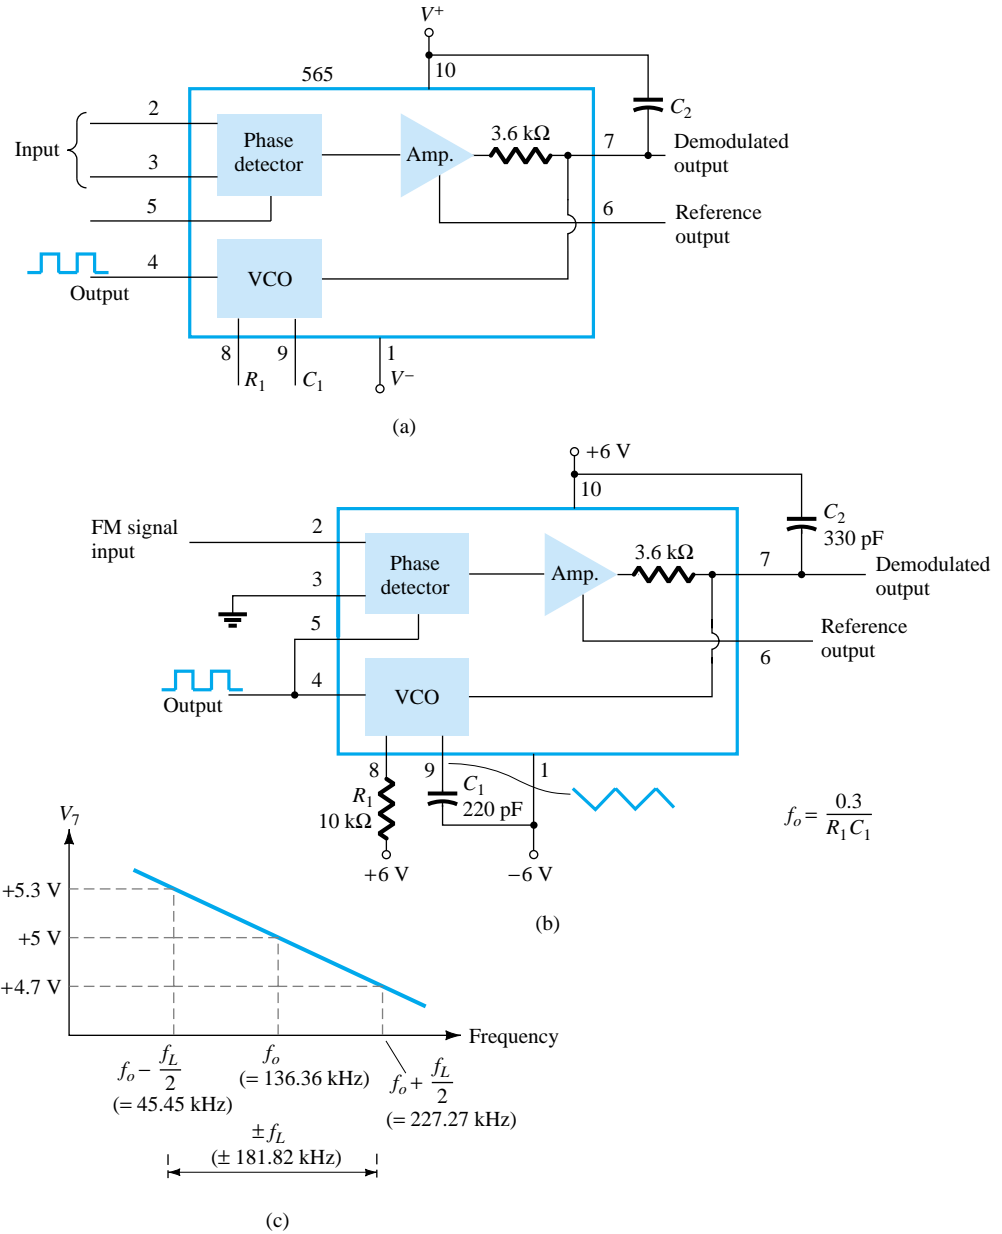 V⁺
565
10
C₂
2
Phase
detector
Amp.
3.6 kΩ
7
Demodulated
output
Input
3
5
6
Reference
output
4
VCO
Output
8
9
1
R₁
C₁
V⁻
(a)
+6 V
10
C₂
330 pF
FM signal
input
2
Phase
detector
Amp.
3.6 kΩ
7
Demodulated
output
3
5
Reference
output
6
4
VCO
Output
8
9
1
R₁
10 kΩ
C₁
220 pF
fₒ = 0.3 / R₁C₁
+6 V
−6 V
(b)
V₇
+5.3 V
+5 V
+4.7 V
Frequency
fₒ − f_L/2
(= 45.45 kHz)
fₒ
(= 136.36 kHz)
fₒ + f_L/2
(= 227.27 kHz)
± f_L
(± 181.82 kHz)
(c)